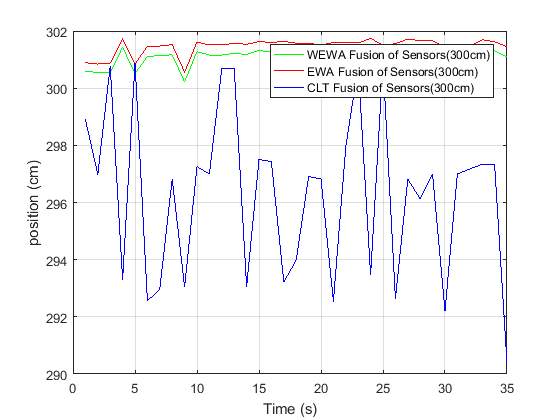 302
300
298
296
294
292
290
position (cm)
WEWA Fusion of Sensors(300cm)
EWA Fusion of Sensors(300cm)
CLT Fusion of Sensors(300cm)
0 5 10 15 20 25 30 35
Time (s)